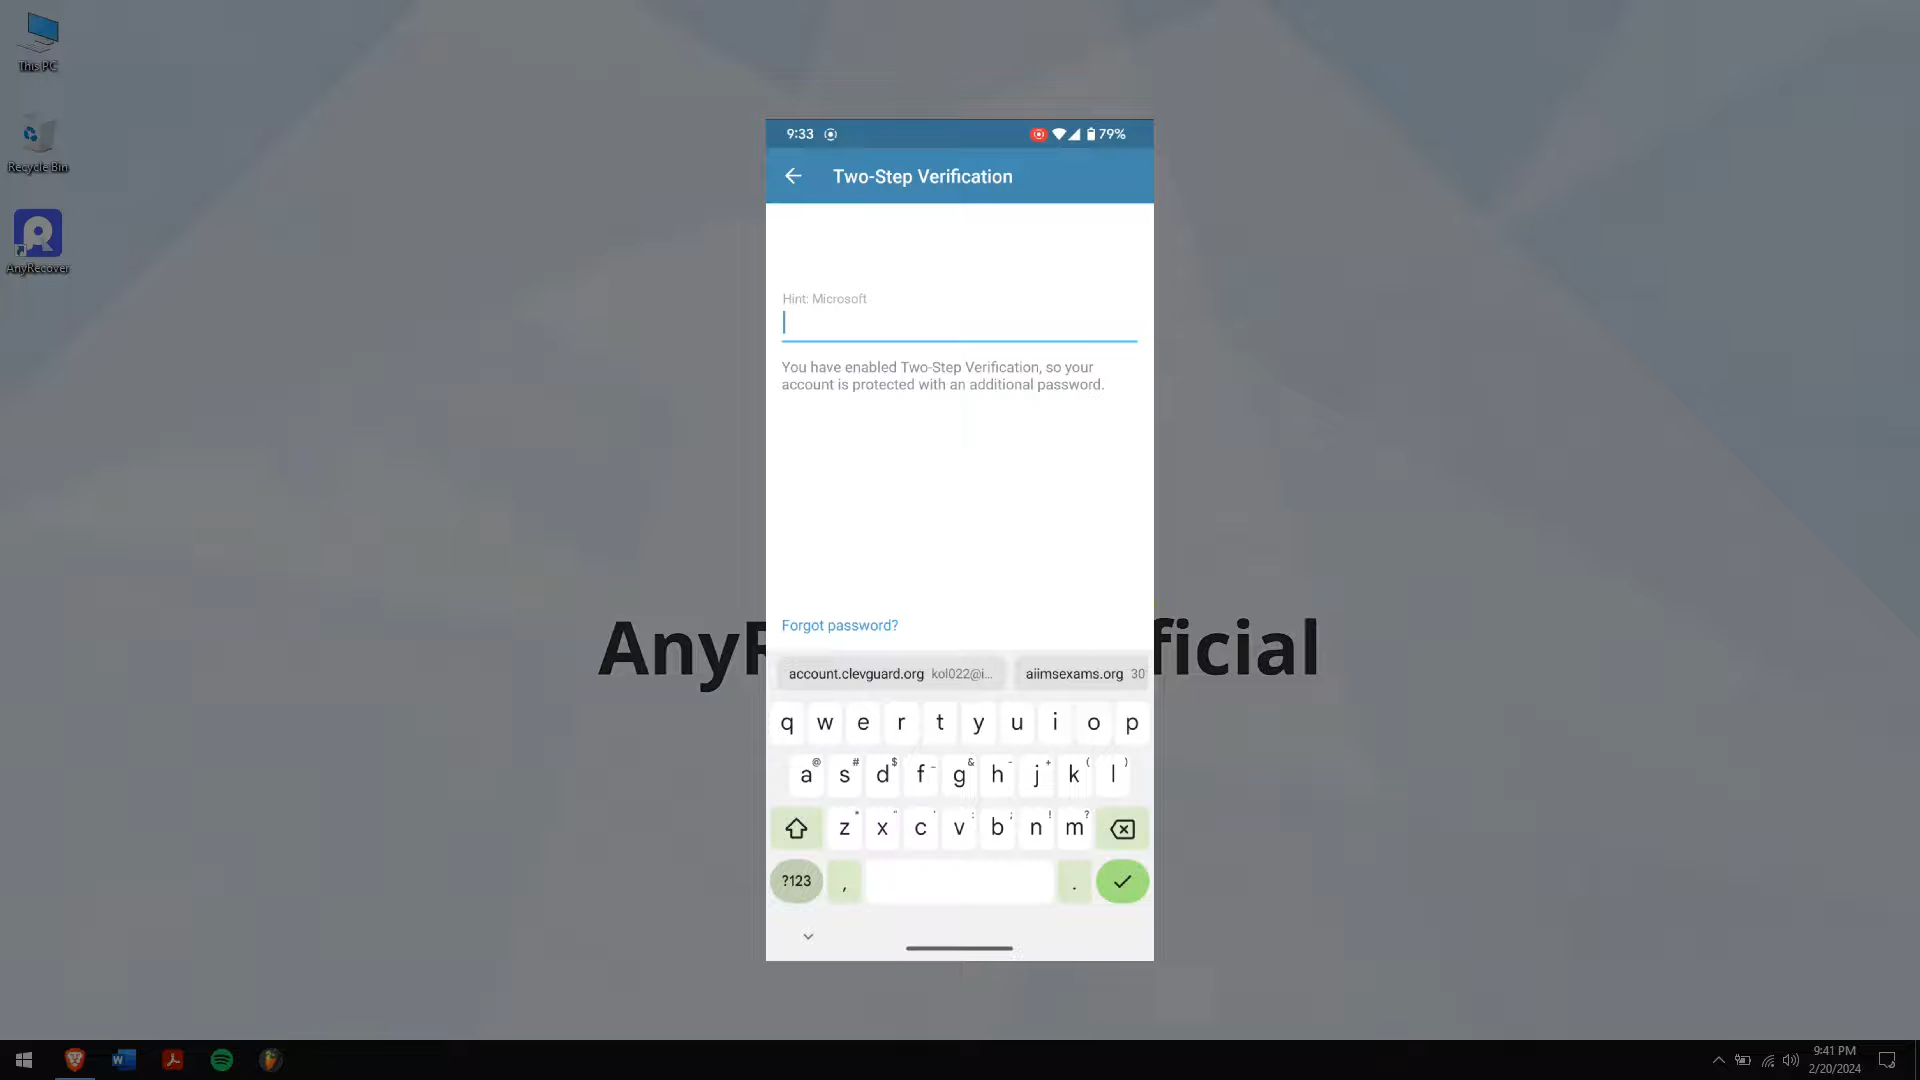 This PC
Recycle Bin
AnyRecover
9:33
79%
Two-Step Verification
Hint: Microsoft
You have enabled Two-Step Verification, so your
account is protected with an additional password.
Forgot password?
AnyR ficial
account.clevguard.org kol022@i... aiimsexams.org 30
q w e r t y u i o p
a @ s # d $ f _ g & h - j + k ( l )
z * x " c ' v : b ; n ! m ?
?123 , .
9:41 PM
2/20/2024